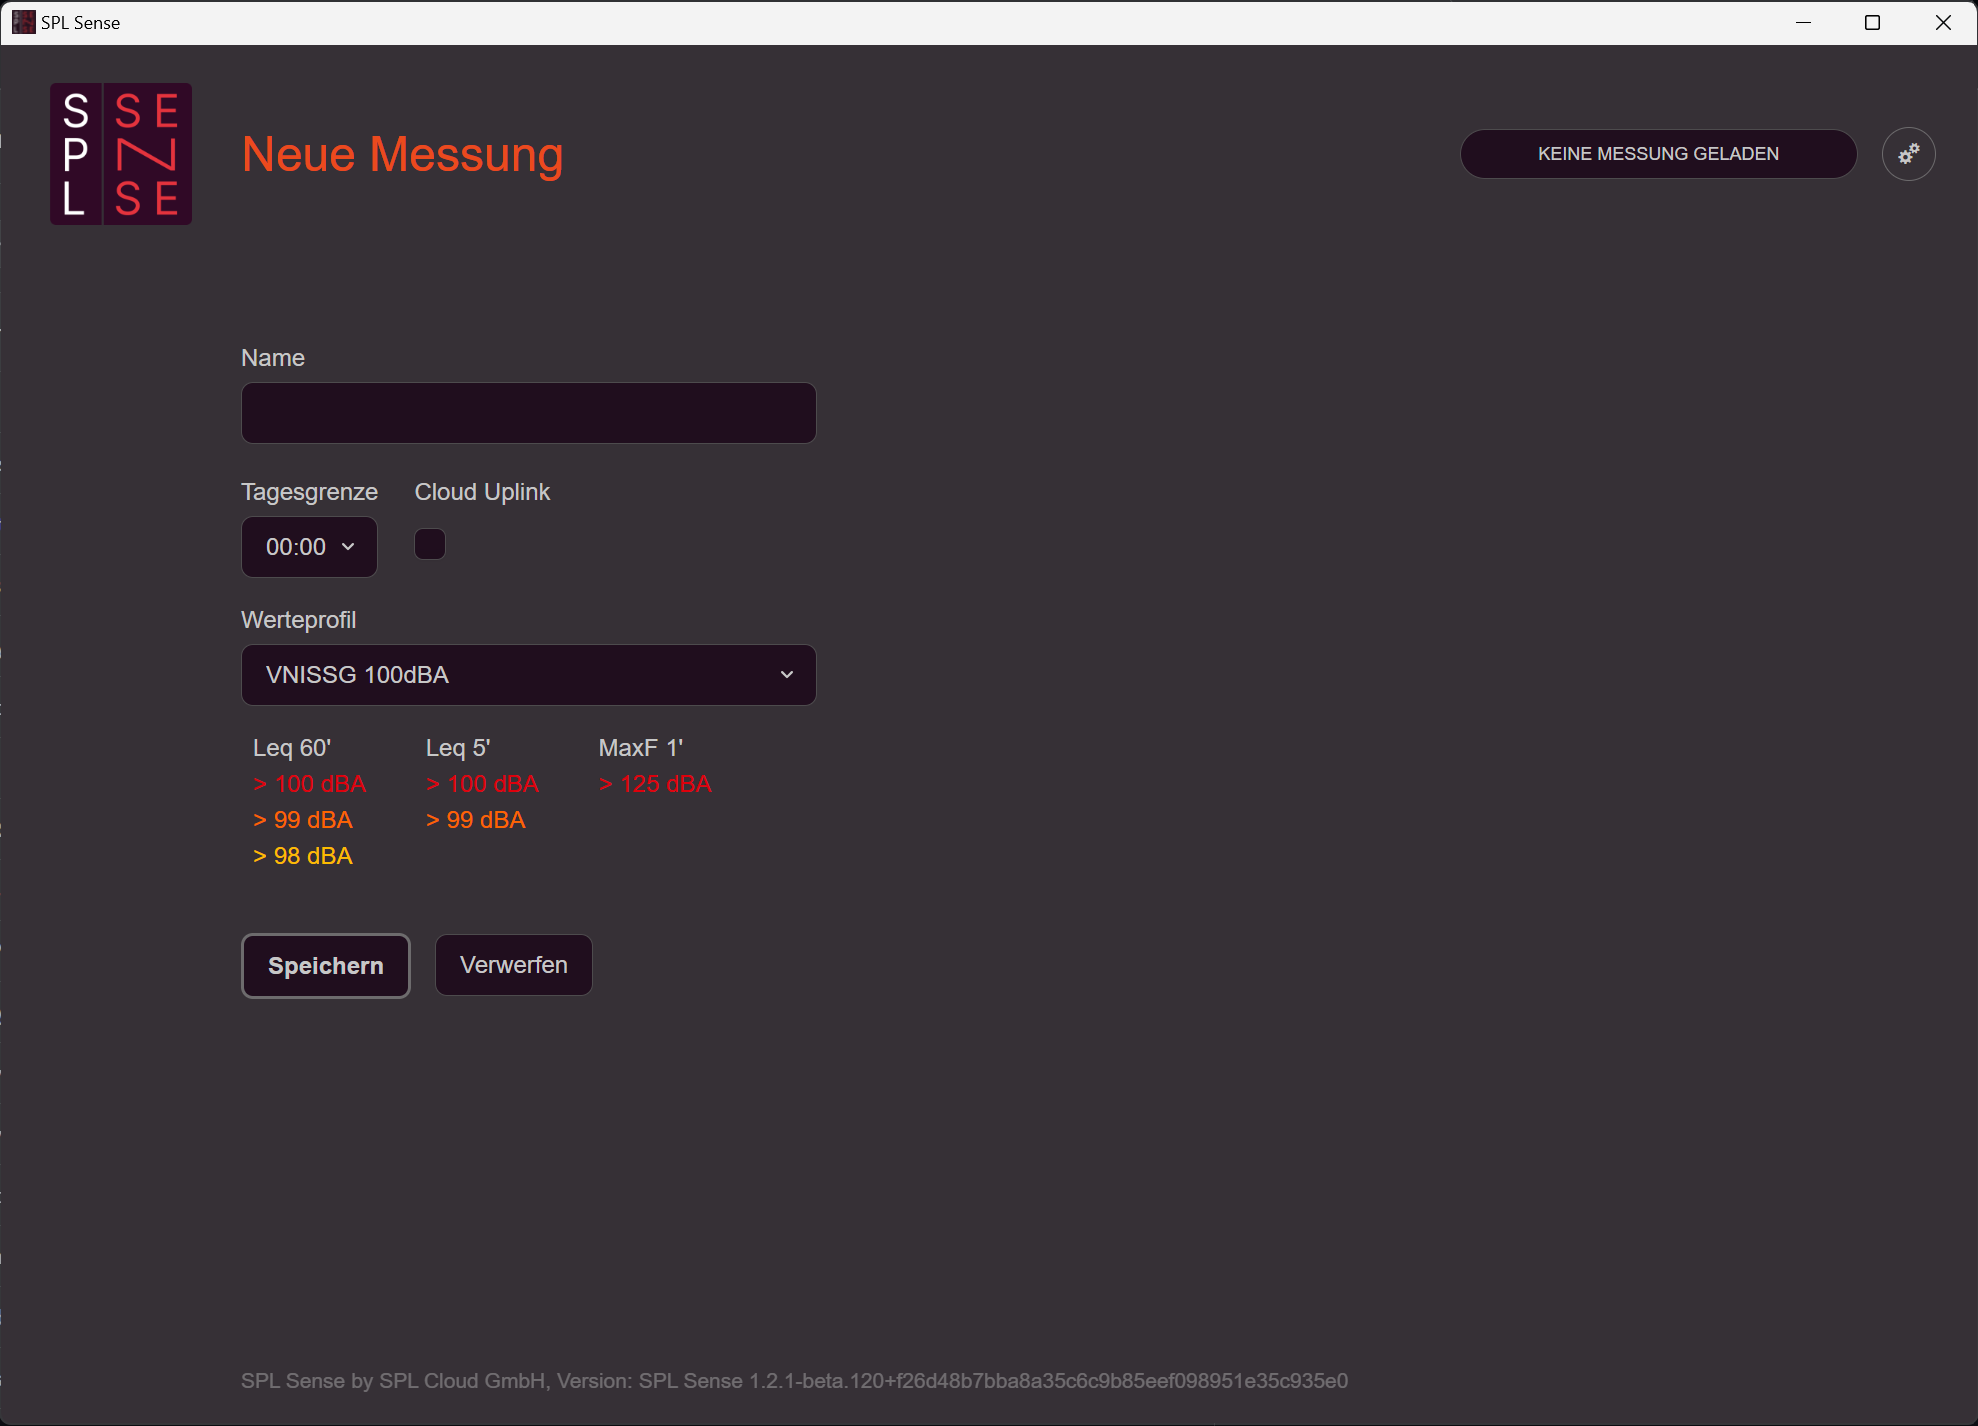 SPL Sense
SPL SENSE
Neue Messung
KEINE MESSUNG GELADEN
Name
Tagesgrenze Cloud Uplink
00:00
Werteprofil
VNISSG 100dBA
Leq 60' Leq 5' MaxF 1'
> 100 dBA > 100 dBA > 125 dBA
> 99 dBA > 99 dBA
> 98 dBA
Speichern Verwerfen
SPL Sense by SPL Cloud GmbH, Version: SPL Sense 1.2.1-beta.120+f26d48b7bba8a35c6c9b85eef098951e35c935e0